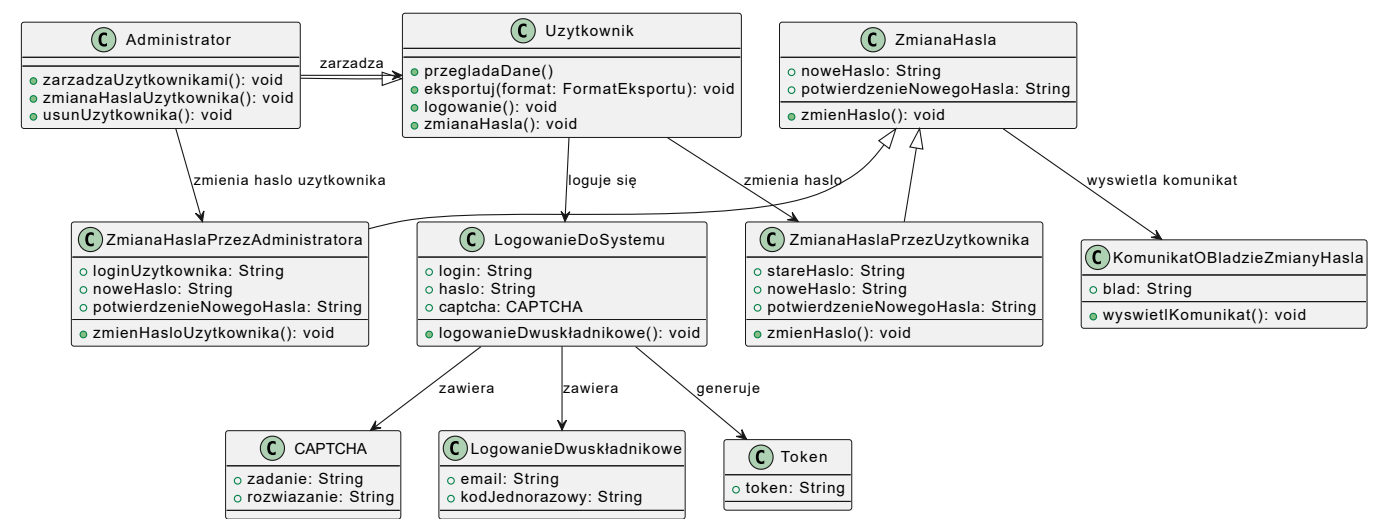 C Administrator
zarzadzaUzytkownikami(): void
zmianaHaslaUzytkownika(): void
usunUzytkownika(): void
zarzadza
C Uzytkownik
przegladaDane()
eksportuj(format: FormatEksportu): void
logowanie(): void
zmianaHasla(): void
C ZmianaHasla
noweHaslo: String
potwierdzenieNowegoHasla: String
zmienHaslo(): void
zmienia haslo uzytkownika
loguje się
zmienia haslo
wyswietla komunikat
C ZmianaHaslaPrzezAdministratora
loginUzytkownika: String
noweHaslo: String
potwierdzenieNowegoHasla: String
zmienHasloUzytkownika(): void
C LogowanieDoSystemu
login: String
haslo: String
captcha: CAPTCHA
logowanieDwuskładnikowe(): void
C ZmianaHaslaPrzezUzytkownika
stareHaslo: String
noweHaslo: String
potwierdzenieNowegoHasla: String
zmienHaslo(): void
C KomunikatOBladzieZmianyHasla
blad: String
wyswietlKomunikat(): void
zawiera
zawiera
generuje
C CAPTCHA
zadanie: String
rozwiazanie: String
C LogowanieDwuskładnikowe
email: String
kodJednorazowy: String
C Token
token: String